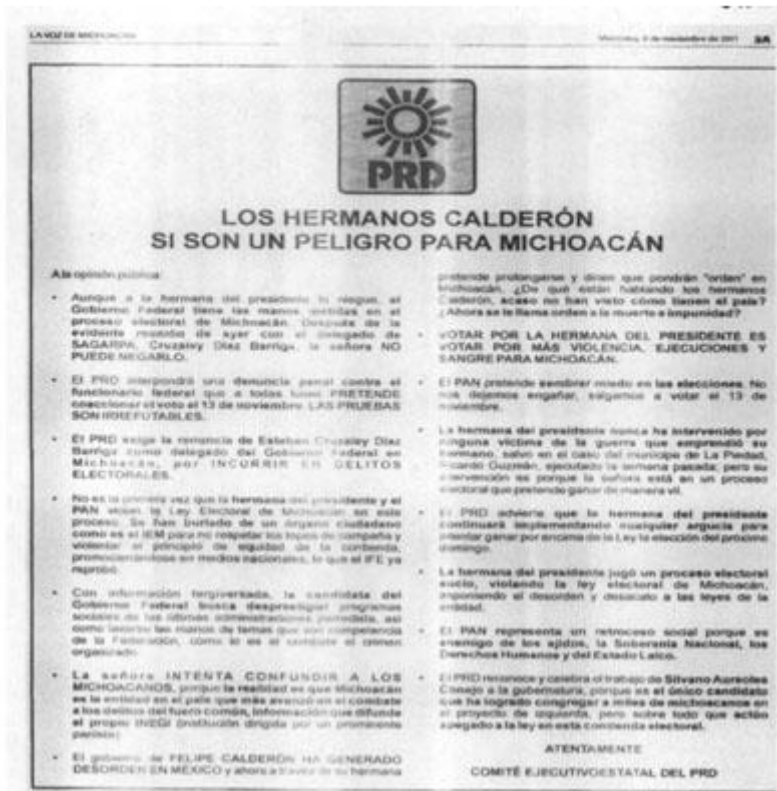 LA VOZ DE MICHOACÁN
Miércoles, 9 de noviembre de 2011 3A
PRD
LOS HERMANOS CALDERÓN
SI SON UN PELIGRO PARA MICHOACÁN
A la opinión pública:
• Aunque a la hermana del presidente lo niegue, el
Gobierno Federal tiene las manos metidas en el
proceso electoral de Michoacán. Después de la
evidente reunión de ayer con el delegado de
SAGARPA, Cruzaley Díaz Barriga, la señora NO
PUEDE NEGARLO.
• El PRD interpondrá una denuncia penal contra el
funcionario federal que a todas luces PRETENDE
coaccionar el voto el 13 de noviembre. LAS PRUEBAS
SON IRREFUTABLES.
• El PRD exige la renuncia de Esteban Cruzaley Díaz
Barriga como delegado del Gobierno Federal en
Michoacán, por INCURRIR EN DELITOS
ELECTORALES.
• No es la primera vez que la hermana del presidente y el
PAN violan la Ley Electoral de Michoacán en este
proceso. Se han burlado de un órgano ciudadano
como es el IEM para no respetar los topes de campaña y
violentar el principio de equidad de la contienda,
promocionándose en medios nacionales, lo que el IFE ya
reprobó.
• Con información tergiversada, la candidata del
Gobierno Federal busca desprestigiar programas
sociales de las últimas administraciones perredista, así
como lavarse las manos de temas que son competencia
de la Federación, como lo es el combate al crimen
organizado.
• La señora INTENTA CONFUNDIR A LOS
MICHOACANOS, porque la realidad es que Michoacán
es la entidad en el país que más avanzó en el combate
a los delitos del fuero común, información que difunde
el propio INEGI (institución dirigida por un prominente
panista)
• El gobierno de FELIPE CALDERÓN HA GENERADO
DESORDEN EN MÉXICO y ahora a través de su hermana
pretende prolongarse y dicen que pondrán "orden" en
Michoacán. ¿De qué están hablando los hermanos
Calderón, acaso no han visto cómo tienen el país?
¿Ahora se le llama orden a la muerte e impunidad?
• VOTAR POR LA HERMANA DEL PRESIDENTE ES
VOTAR POR MÁS VIOLENCIA, EJECUCIONES Y
SANGRE PARA MICHOACÁN.
• El PAN pretende sembrar miedo en las elecciones. No
nos dejemos engañar, salgamos a votar el 13 de
noviembre.
• La hermana del presidente nunca ha intervenido por
ninguna víctima de la guerra que emprendió su
hermano, salvo en el caso del munícipe de La Piedad,
Ricardo Guzmán, ejecutado la semana pasada; pero su
intervención es porque la señora está en un proceso
electoral que pretende ganar de manera vil.
• El PRD advierte que la hermana del presidente
continuará implementando cualquier argucia para
intentar ganar por encima de la Ley la elección del próximo
domingo.
• La hermana del presidente jugó un proceso electoral
sucio, violando la ley electoral de Michoacán,
imponiendo el desorden y desacato a las leyes de la
entidad.
• El PAN representa un retroceso social porque es
enemigo de los ejidos, la Soberanía Nacional, los
Derechos Humanos y del Estado Laico.
• El PRD reconoce y celebra el trabajo de Silvano Aureoles
Conejo a la gubernatura, porque es el único candidato
que ha logrado congregar a miles de michoacanos en
el proyecto de izquierda, pero sobre todo que actúo
apegado a la ley en esta contienda electoral.
ATENTAMENTE
COMITÉ EJECUTIVO ESTATAL DEL PRD